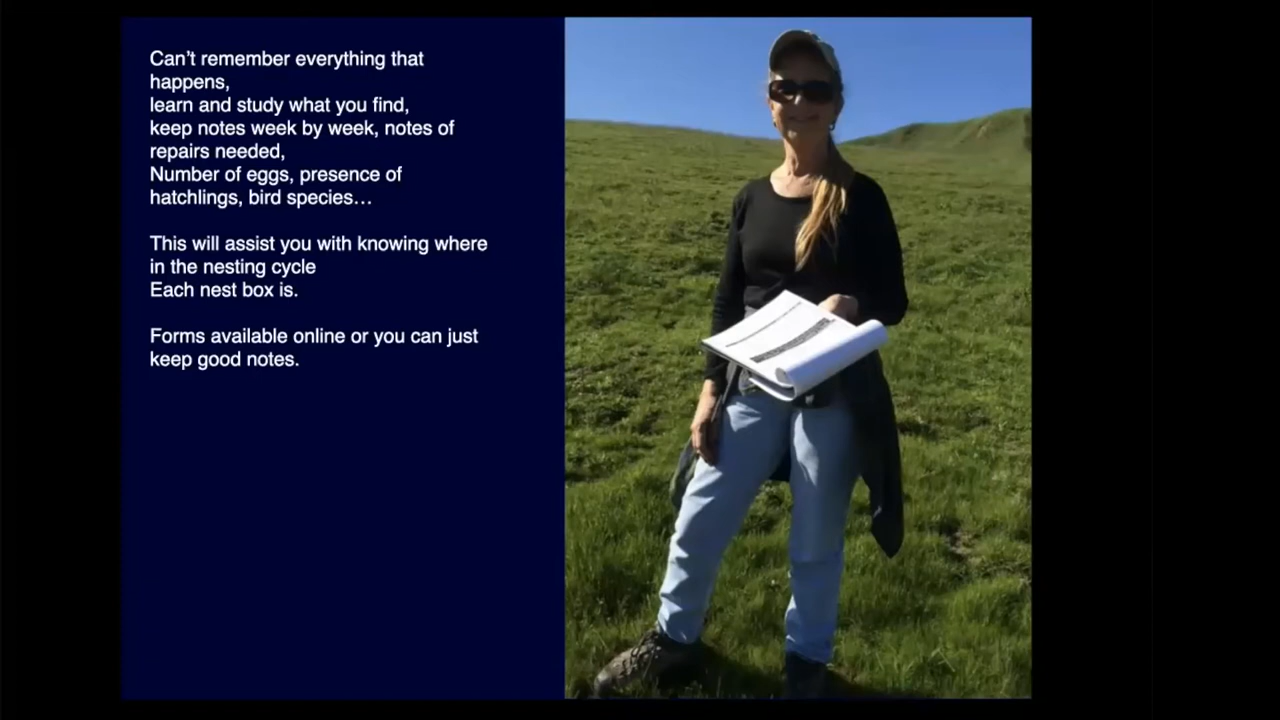 Can't remember everything that
happens,
learn and study what you find,
keep notes week by week, notes of
repairs needed,
Number of eggs, presence of
hatchlings, bird species…
This will assist you with knowing where
in the nesting cycle
Each nest box is.
Forms available online or you can just
keep good notes.